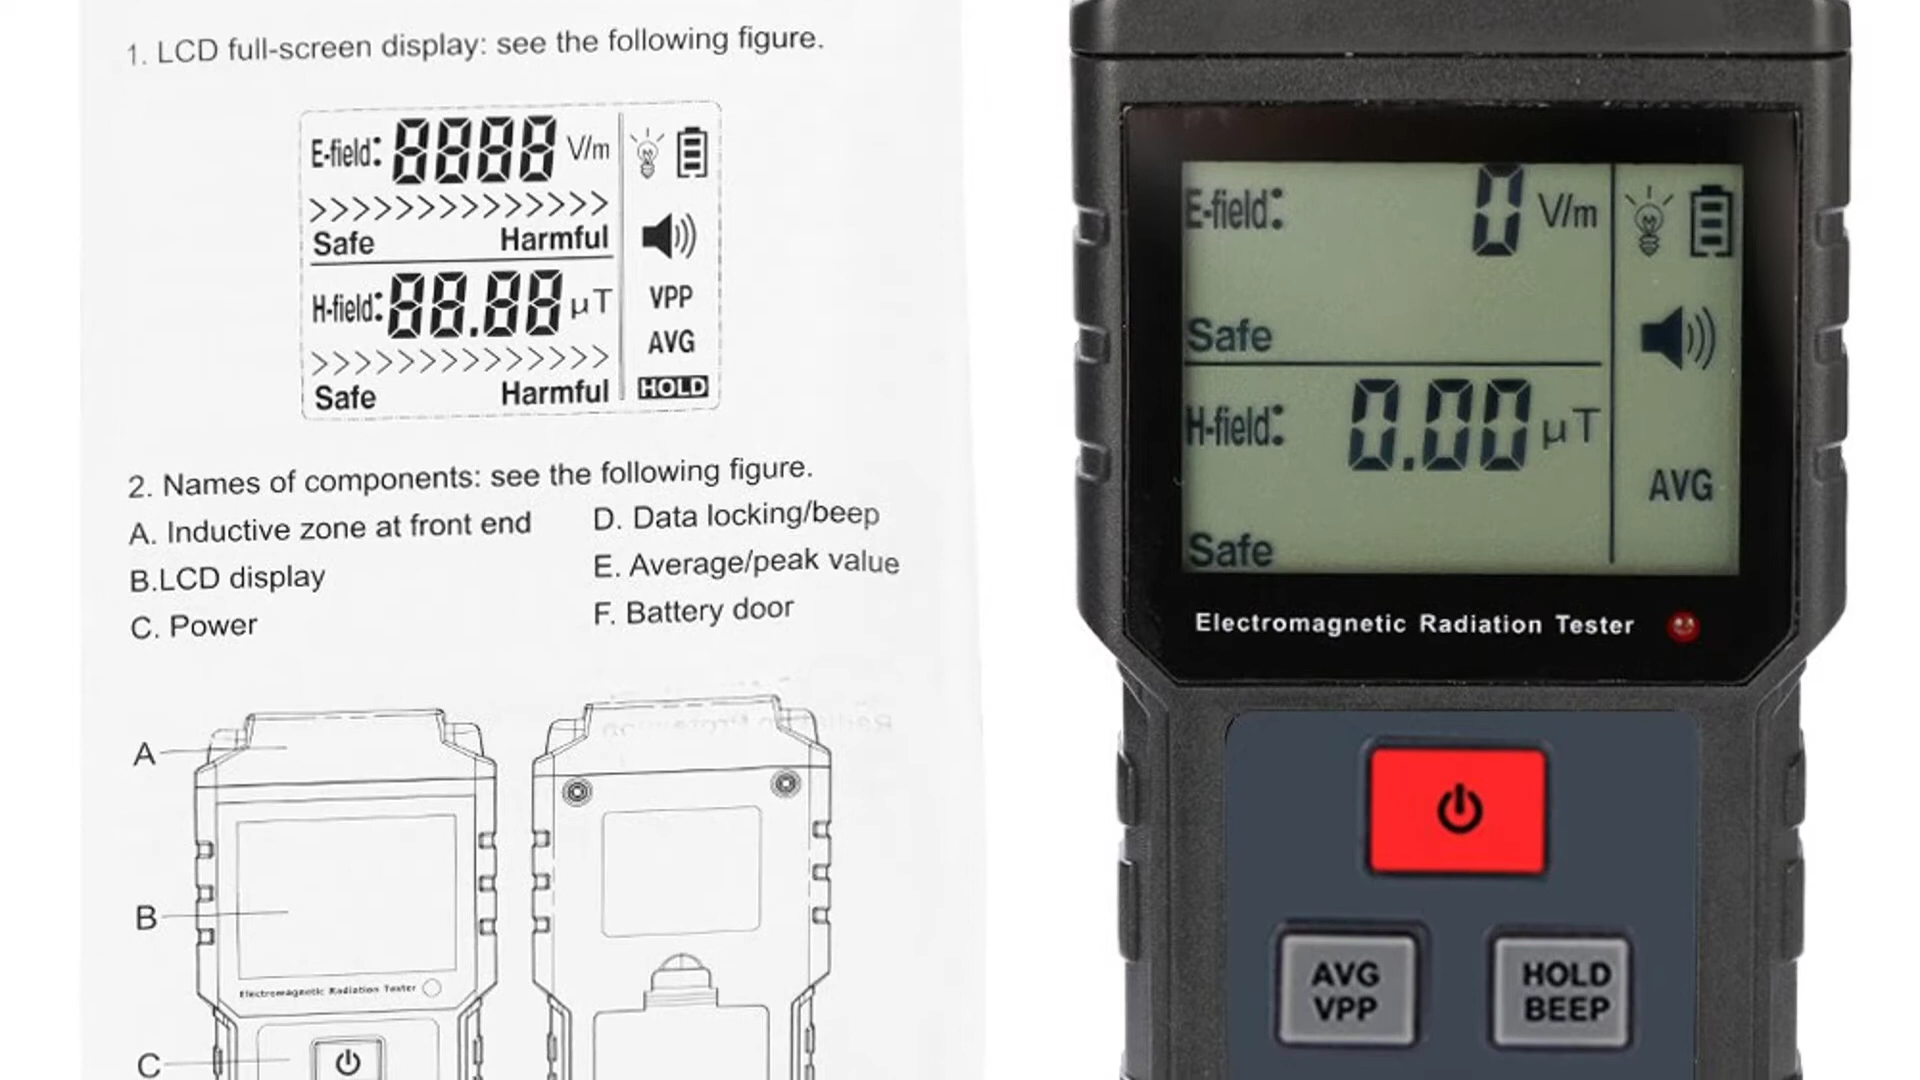 1. LCD full-screen display: see the following figure.
E-field: 8888 V/m
>>>>>>>>>>>>>>
Safe Harmful
H-field: 88.88 µT
>>>>>>>>>>>>>>
Safe Harmful
VPP
AVG
HOLD
2. Names of components: see the following figure.
A. Inductive zone at front end
B.LCD display
C. Power
D. Data locking/beep
E. Average/peak value
F. Battery door
A
B
Electromagnetic Radiation Tester
C
E-field: 0 V/m
Safe
H-field: 0.00 µT
Safe
AVG
Electromagnetic Radiation Tester
AVG
VPP
HOLD
BEEP